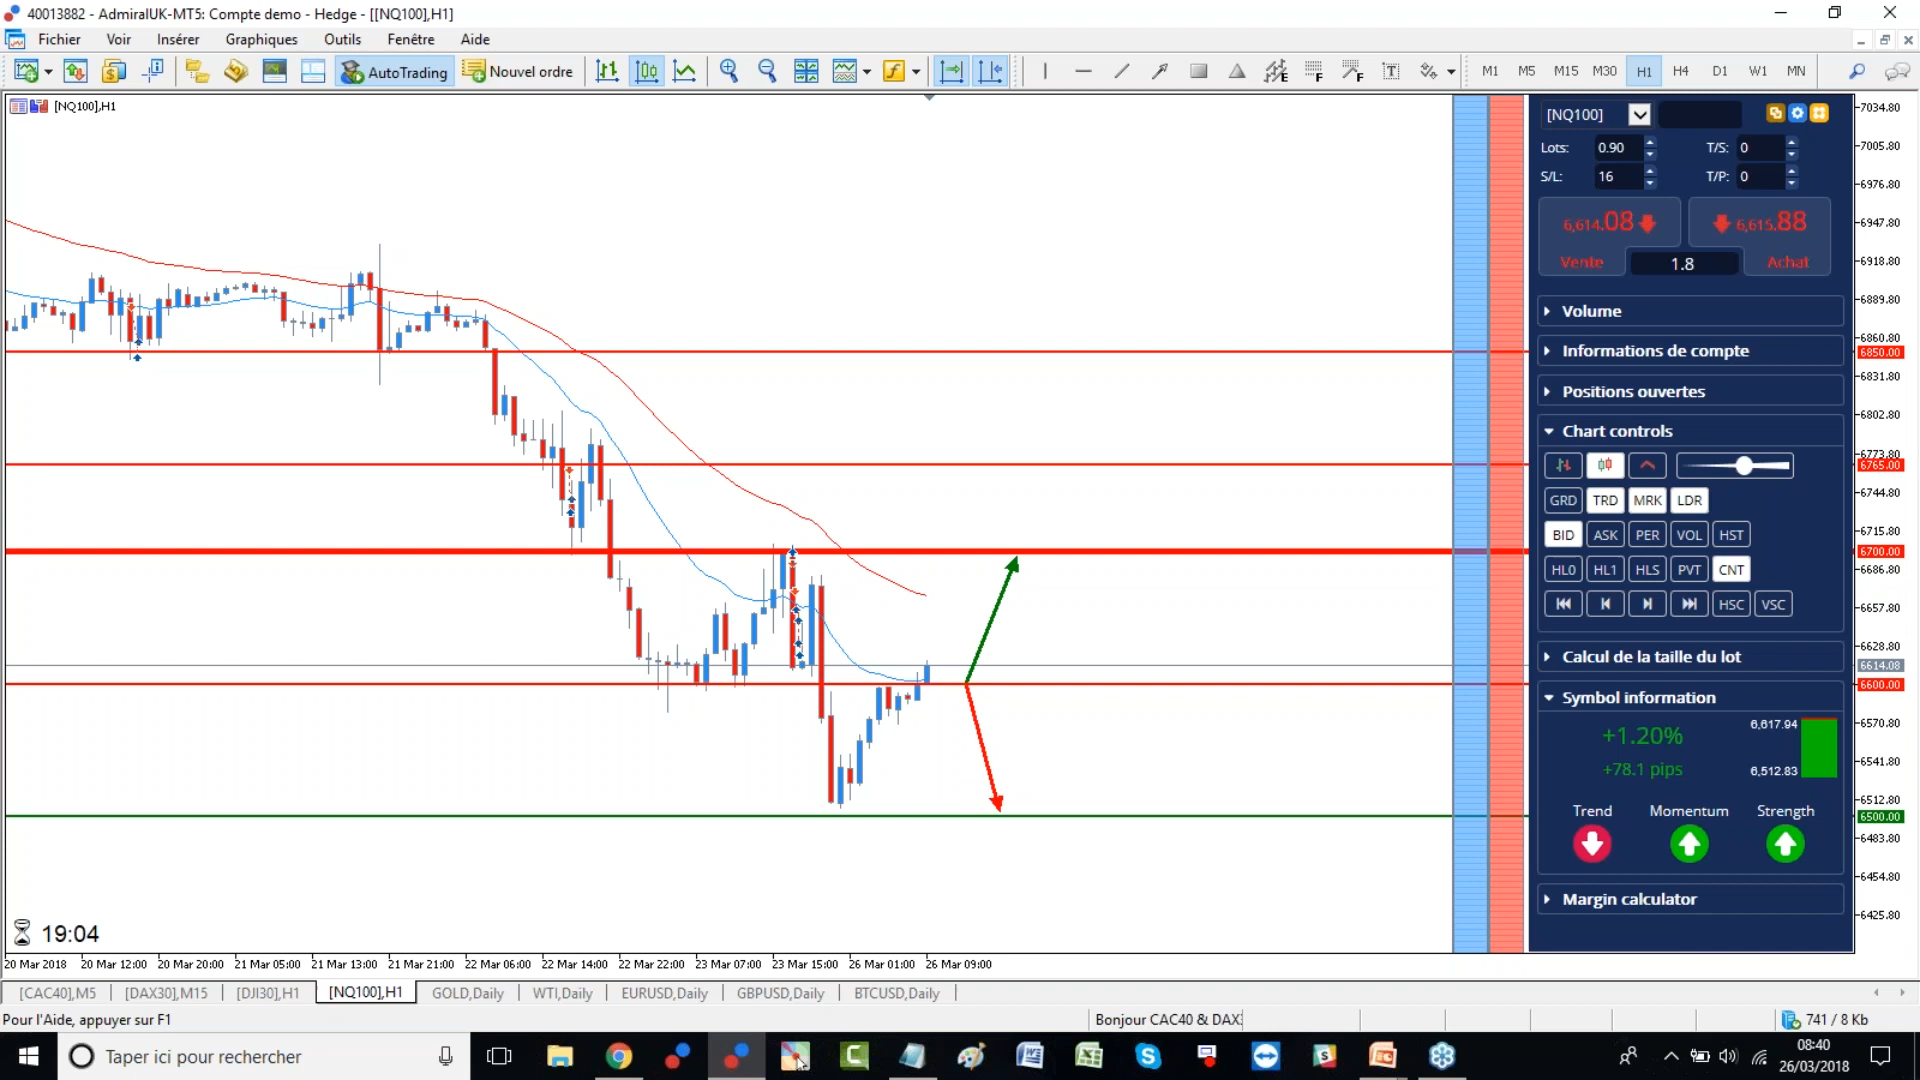 40013882 - AdmiralUK-MT5: Compte demo - Hedge - [[NQ100],H1]
Fichier Voir Insérer Graphiques Outils Fenêtre Aide
AutoTrading Nouvel ordre M1 M5 M15 M30 H1 H4 D1 W1 MN
[NQ100],H1
[NQ100]
Lots: 0.90 T/S: 0
S/L: 16 T/P: 0
6,614.08 6,615.88
Vente 1.8 Achat
Volume
Informations de compte
Positions ouvertes
Chart controls
GRD TRD MRK LDR
BID ASK PER VOL HST
HL0 HL1 HLS PVT CNT
HSC VSC
Calcul de la taille du lot
Symbol information
+1.20% 6,617.94
+78.1 pips 6,512.83
Trend Momentum Strength
Margin calculator
7034.80
7005.80
6976.80
6947.80
6918.80
6889.80
6860.80
6850.00
6831.80
6802.80
6773.80
6765.00
6744.80
6715.80
6700.00
6686.80
6657.80
6628.80
6614.08
6600.00
6570.80
6541.80
6512.80
6500.00
6483.80
6454.80
6425.80
19:04
20 Mar 2018 20 Mar 12:00 20 Mar 20:00 21 Mar 05:00 21 Mar 13:00 21 Mar 21:00 22 Mar 06:00 22 Mar 14:00 22 Mar 22:00 23 Mar 07:00 23 Mar 15:00 26 Mar 01:00 26 Mar 09:00
[CAC40],M5 [DAX30],M15 [DJI30],H1 [NQ100],H1 GOLD,Daily WTI,Daily EURUSD,Daily GBPUSD,Daily BTCUSD,Daily
Pour l'Aide, appuyer sur F1 Bonjour CAC40 & DAX 741 / 8 Kb
Taper ici pour rechercher 08:40
26/03/2018